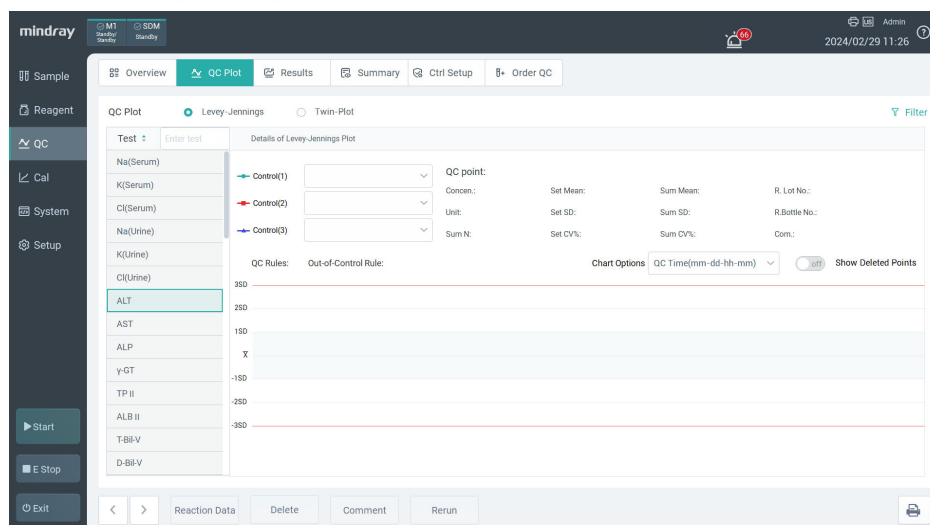 mindray
M1
Standby/
Standby
SDM
Standby
66
US
Admin
2024/02/29 11:26
?
Sample
Reagent
QC
Cal
System
Setup
Start
E Stop
Exit
Overview
QC Plot
Results
Summary
Ctrl Setup
Order QC
QC Plot
Levey-Jennings
Twin-Plot
Filter
Test
Enter test
Details of Levey-Jennings Plot
Na(Serum)
K(Serum)
Cl(Serum)
Na(Urine)
K(Urine)
Cl(Urine)
ALT
AST
ALP
γ-GT
TP II
ALB II
T-Bil-V
D-Bil-V
Control(1)
Control(2)
Control(3)
QC point:
Concen.: Set Mean: Sum Mean: R. Lot No.:
Unit: Set SD: Sum SD: R.Bottle No.:
Sum N: Set CV%: Sum CV%: Com.:
QC Rules: Out-of-Control Rule:
Chart Options QC Time(mm-dd-hh-mm) off Show Deleted Points
3SD
2SD
1SD
X̄
-1SD
-2SD
-3SD
Reaction Data
Delete
Comment
Rerun